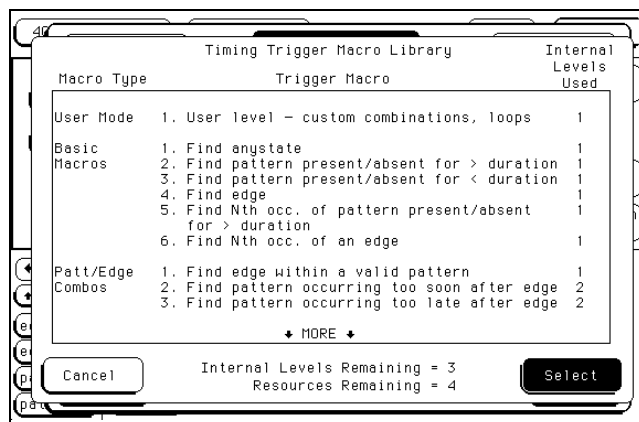 40
Timing Trigger Macro Library
Internal
Levels
Used
Macro Type
Trigger Macro
User Mode 1. User level – custom combinations, loops 1
Basic 1. Find anystate 1
Macros 2. Find pattern present/absent for > duration 1
3. Find pattern present/absent for < duration 1
4. Find edge 1
5. Find Nth occ. of pattern present/absent 1
for > duration
6. Find Nth occ. of an edge 1
Patt/Edge 1. Find edge within a valid pattern 1
Combos 2. Find pattern occurring too soon after edge 2
3. Find pattern occurring too late after edge 2
↓ MORE ↓
Internal Levels Remaining = 3
Resources Remaining = 4
Cancel
Select